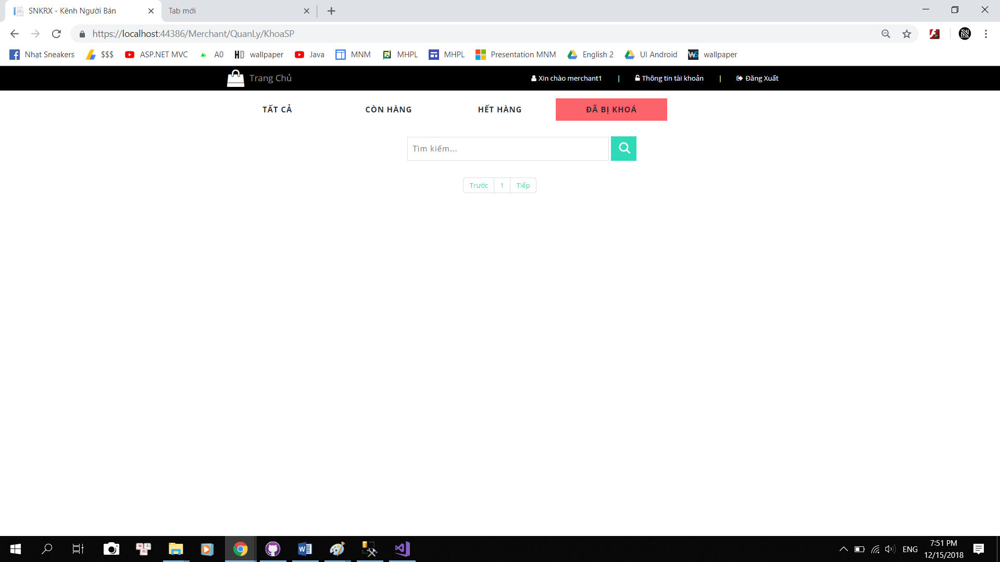 SNKRX - Kênh Người Bán
Tab mới
https://localhost:44386/Merchant/QuanLy/KhoaSP
Nhạt Sneakers $$$ ASP.NET MVC A0 HD wallpaper Java MNM MHPL MHPL Presentation MNM English 2 UI Android wallpaper
Trang Chủ Xin chào merchant1 | Thông tin tài khoản | Đăng Xuất
TẤT CẢ CÒN HÀNG HẾT HÀNG ĐÃ BỊ KHOÁ
Tìm kiếm...
Trước 1 Tiếp
ENG
7:51 PM
12/15/2018